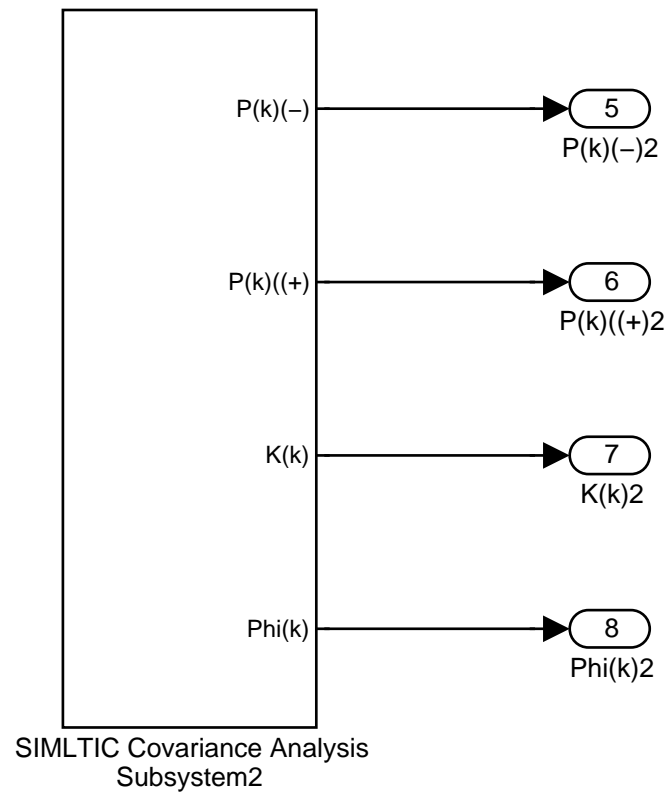 P(k)(−)
5
P(k)(−)2
P(k)((+)
6
P(k)((+)2
K(k)
7
K(k)2
Phi(k)
8
Phi(k)2
SIMLTIC Covariance Analysis
Subsystem2